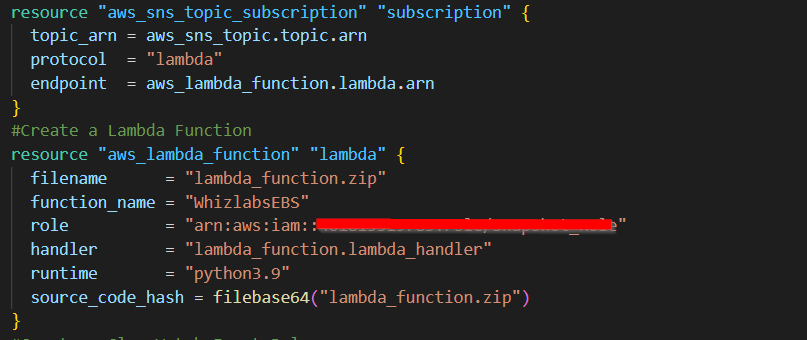 resource "aws_sns_topic_subscription" "subscription" {
  topic_arn = aws_sns_topic.topic.arn
  protocol  = "lambda"
  endpoint  = aws_lambda_function.lambda.arn
}
#Create a Lambda Function
resource "aws_lambda_function" "lambda" {
  filename      = "lambda_function.zip"
  function_name = "WhizlabsEBS"
  role          = "arn:aws:iam::
  handler       = "lambda_function.lambda_handler"
  runtime       = "python3.9"
  source_code_hash = filebase64("lambda_function.zip")
}